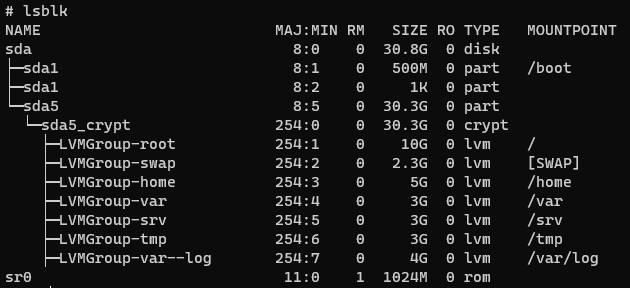 # lsblk
NAME                              MAJ:MIN RM   SIZE RO TYPE   MOUNTPOINT
sda                                 8:0    0  30.8G  0 disk
├─sda1                              8:1    0   500M  0 part   /boot
├─sda1                              8:2    0     1K  0 part
└─sda5                              8:5    0  30.3G  0 part
  └─sda5_crypt                    254:0    0  30.3G  0 crypt
    ├─LVMGroup-root               254:1    0    10G  0 lvm    /
    ├─LVMGroup-swap               254:2    0   2.3G  0 lvm    [SWAP]
    ├─LVMGroup-home               254:3    0     5G  0 lvm    /home
    ├─LVMGroup-var                254:4    0     3G  0 lvm    /var
    ├─LVMGroup-srv                254:5    0     3G  0 lvm    /srv
    ├─LVMGroup-tmp                254:6    0     3G  0 lvm    /tmp
    └─LVMGroup-var--log           254:7    0     4G  0 lvm    /var/log
sr0                                11:0    1  1024M  0 rom